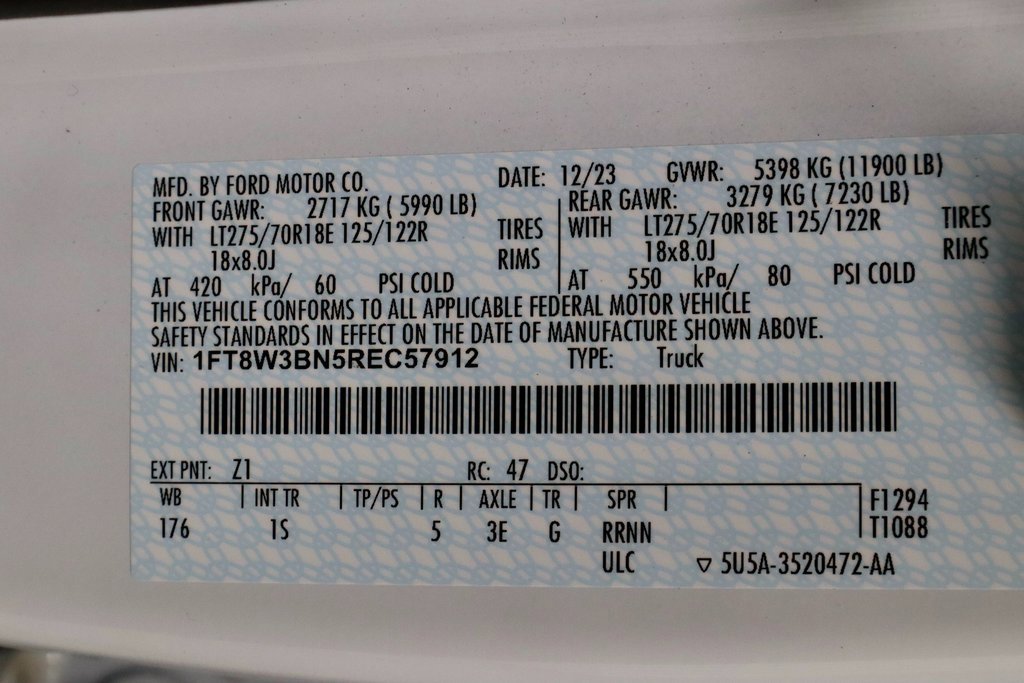 MFD. BY FORD MOTOR CO. DATE: 12/23 GVWR: 5398 KG (11900 LB)
FRONT GAWR: 2717 KG ( 5990 LB) REAR GAWR: 3279 KG ( 7230 LB)
WITH LT275/70R18E 125/122R TIRES WITH LT275/70R18E 125/122R TIRES
18x8.0J RIMS 18x8.0J RIMS
AT 420 kPa/ 60 PSI COLD AT 550 kPa/ 80 PSI COLD
THIS VEHICLE CONFORMS TO ALL APPLICABLE FEDERAL MOTOR VEHICLE
SAFETY STANDARDS IN EFFECT ON THE DATE OF MANUFACTURE SHOWN ABOVE.
VIN: 1FT8W3BN5REC57912 TYPE: Truck
EXT PNT: Z1 RC: 47 DSO:
WB INT TR TP/PS R AXLE TR SPR F1294
176 1S 5 3E G RRNN T1088
ULC ▽ 5U5A-3520472-AA